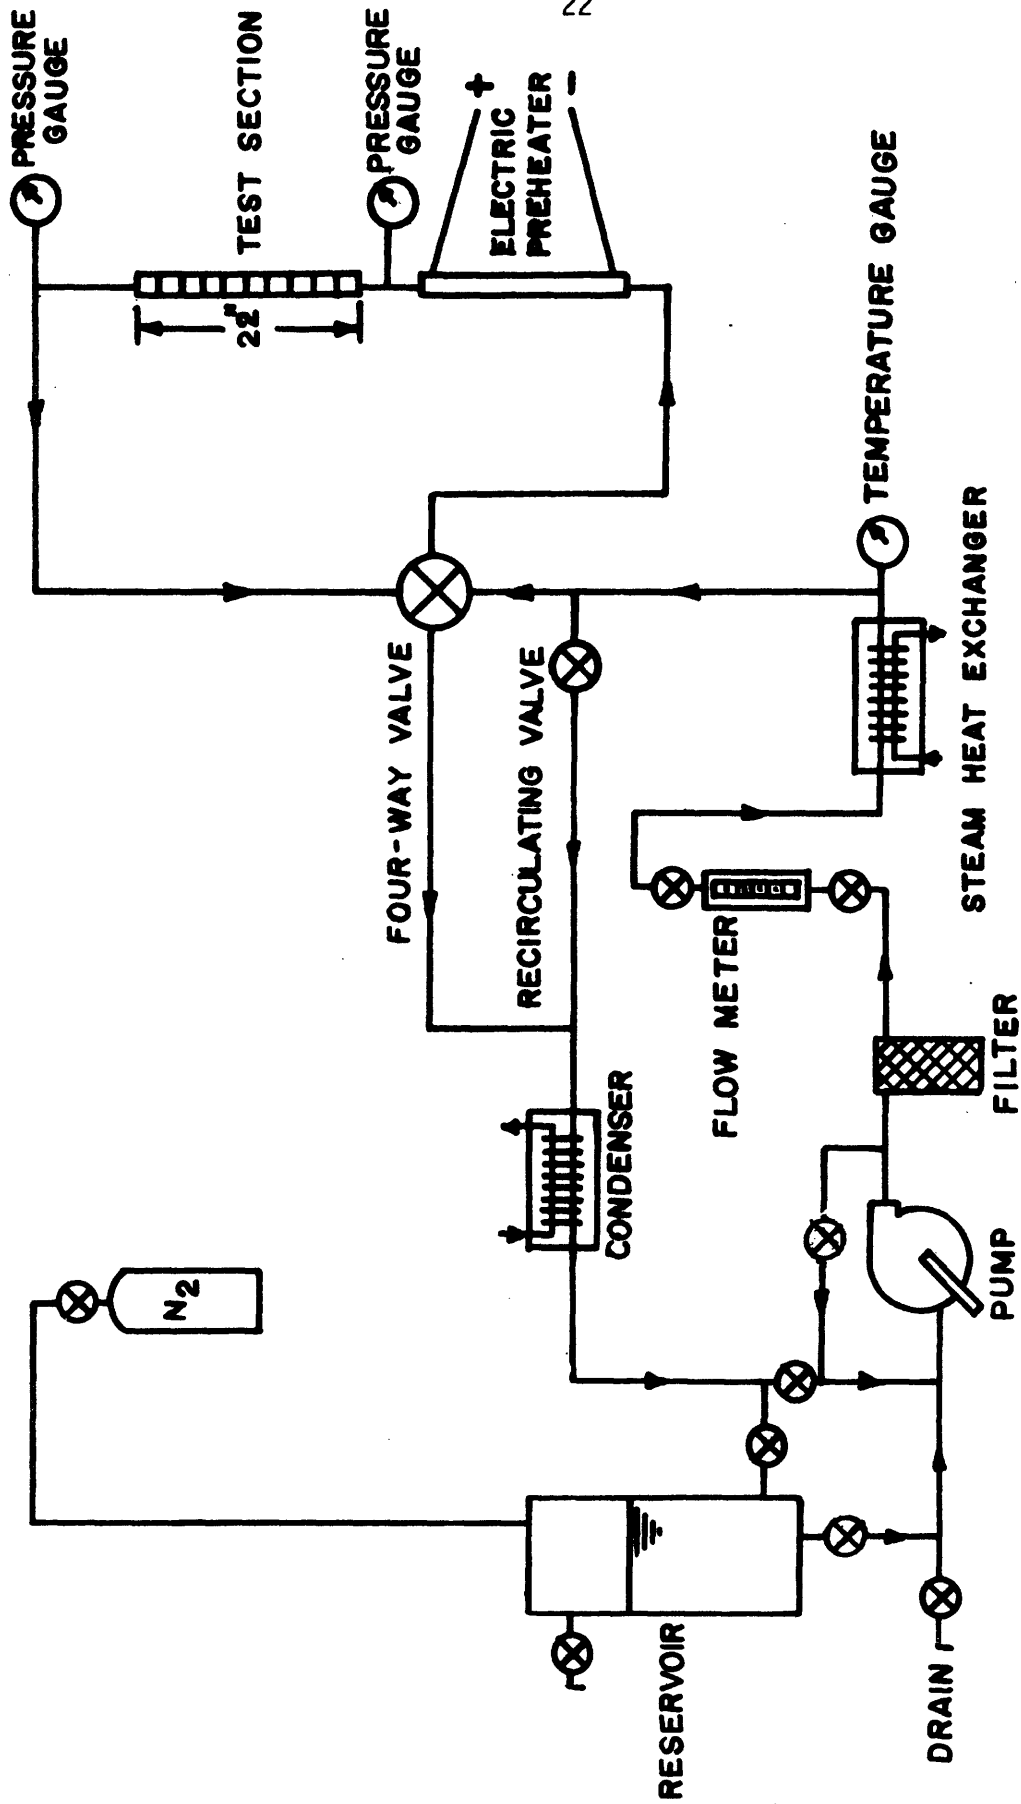 22
PRESSURE
GAUGE
TEST SECTION
22"
PRESSURE
GAUGE
+
ELECTRIC
PREHEATER
-
TEMPERATURE GAUGE
FOUR-WAY VALVE
RECIRCULATING VALVE
STEAM HEAT EXCHANGER
FLOW METER
CONDENSER
FILTER
N2
PUMP
RESERVOIR
DRAIN